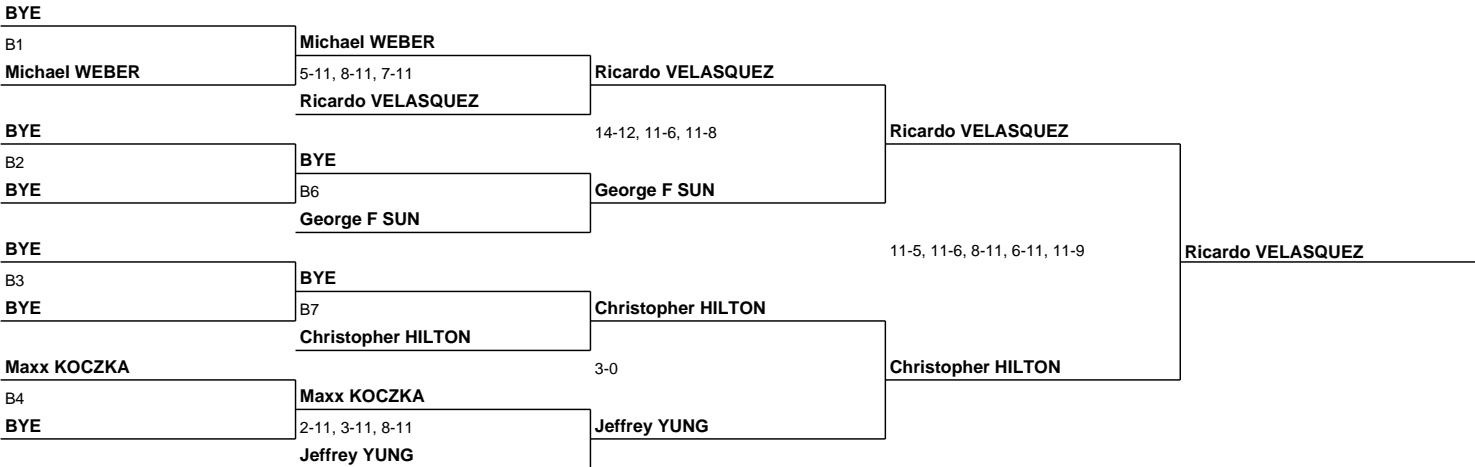 BYE
B1
Michael WEBER
Michael WEBER
5-11, 8-11, 7-11
Ricardo VELASQUEZ
Ricardo VELASQUEZ
BYE
14-12, 11-6, 11-8
Ricardo VELASQUEZ
B2
BYE
BYE
B6
George F SUN
George F SUN
BYE
11-5, 11-6, 8-11, 6-11, 11-9
Ricardo VELASQUEZ
B3
BYE
BYE
B7
Christopher HILTON
Christopher HILTON
Maxx KOCZKA
3-0
Christopher HILTON
B4
Maxx KOCZKA
BYE
2-11, 3-11, 8-11
Jeffrey YUNG
Jeffrey YUNG